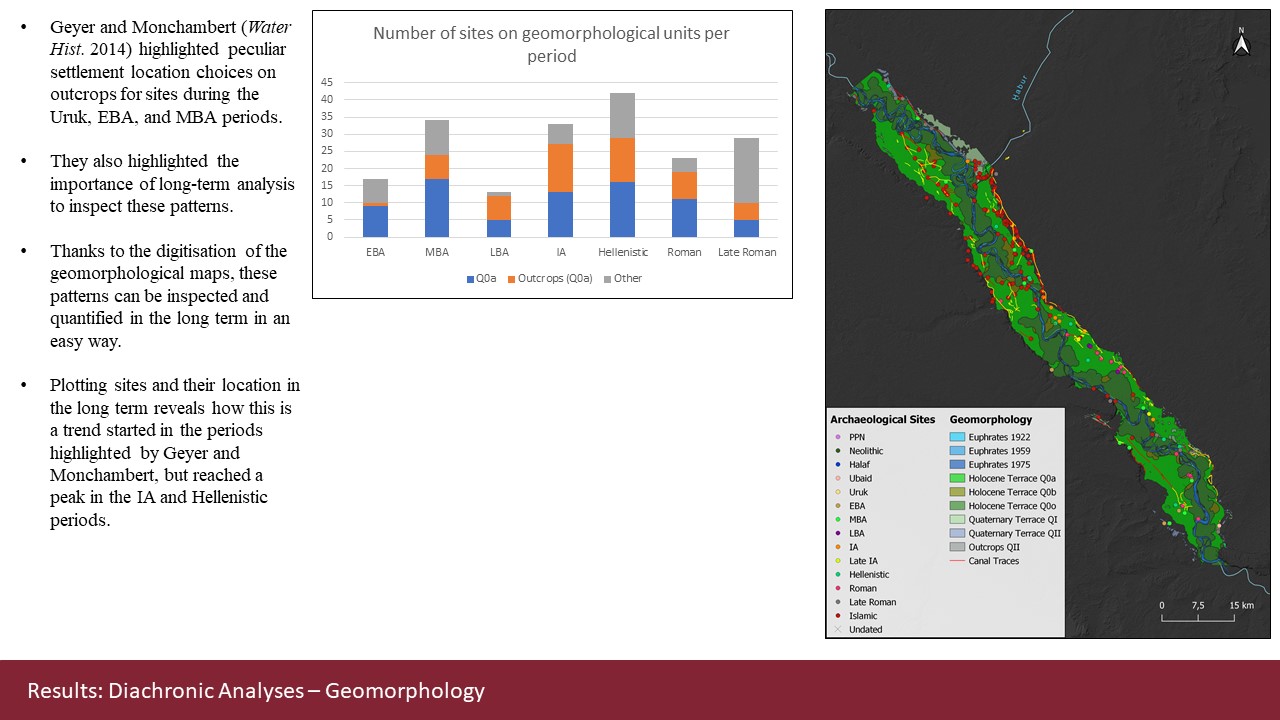 • Geyer and Monchambert (Water
Hist. 2014) highlighted peculiar
settlement location choices on
outcrops for sites during the
Uruk, EBA, and MBA periods.
• They also highlighted the
importance of long-term analysis
to inspect these patterns.
• Thanks to the digitisation of the
geomorphological maps, these
patterns can be inspected and
quantified in the long term in an
easy way.
• Plotting sites and their location in
the long term reveals how this is
a trend started in the periods
highlighted by Geyer and
Monchambert, but reached a
peak in the IA and Hellenistic
periods.
Number of sites on geomorphological units per
period
45
40
35
30
25
20
15
10
5
0
EBA MBA LBA IA Hellenistic Roman Late Roman
Q0a Outcrops (Q0a) Other
N
Habur
Archaeological Sites
PPN
Neolithic
Halaf
Ubaid
Uruk
EBA
MBA
LBA
IA
Late IA
Hellenistic
Roman
Late Roman
Islamic
Undated
Geomorphology
Euphrates 1922
Euphrates 1959
Euphrates 1975
Holocene Terrace Q0a
Holocene Terrace Q0b
Holocene Terrace Q0o
Quaternary Terrace QI
Quaternary Terrace QII
Outcrops QII
Canal Traces
0 7,5 15 km
Results: Diachronic Analyses – Geomorphology